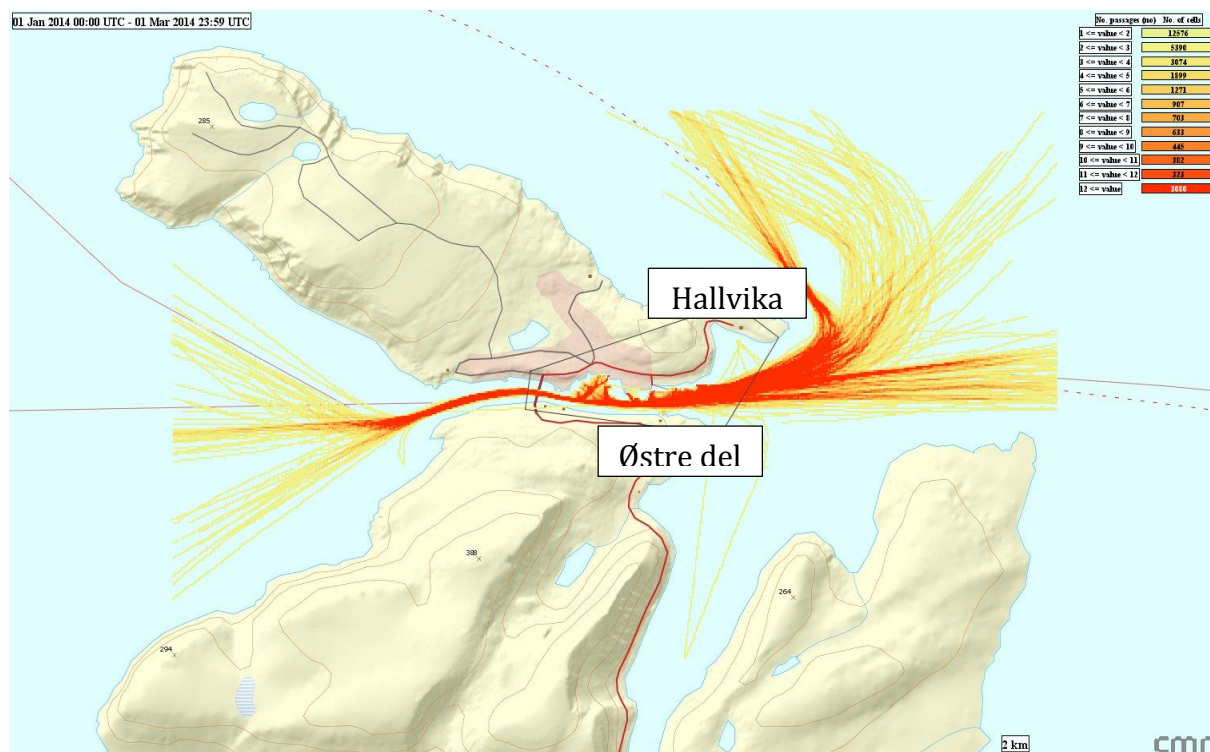 01 Jan 2014 00:00 UTC - 01 Mar 2014 23:59 UTC
No. passages (no) No. of cells
1 <= value < 2 12576
2 <= value < 3 5390
3 <= value < 4 3074
4 <= value < 5 1899
5 <= value < 6 1271
6 <= value < 7 907
7 <= value < 8 703
8 <= value < 9 633
9 <= value < 10 445
10 <= value < 11 382
11 <= value < 12 323
12 <= value 3080
285
Hallvika
Østre del
388
264
294
2 km
cmr